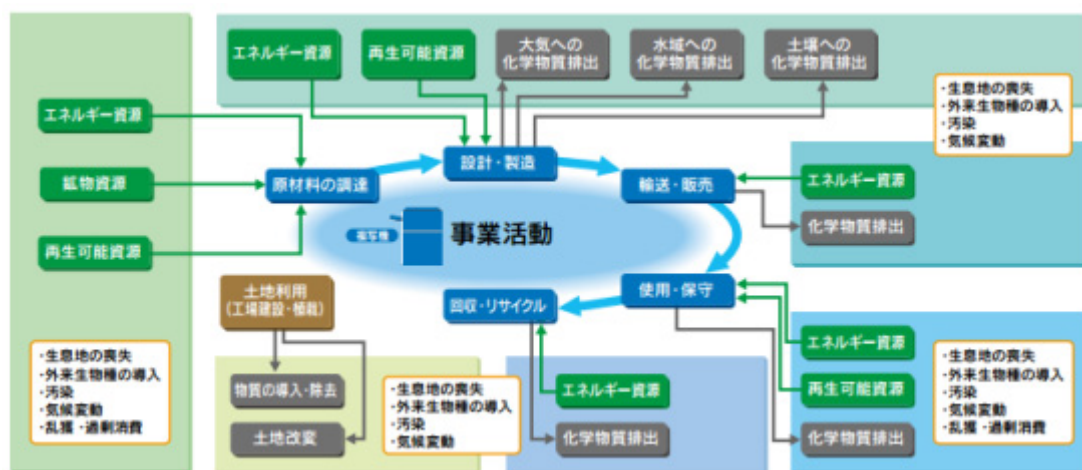 エネルギー資源
再生可能資源
大気への
化学物質排出
水域への
化学物質排出
土壌への
化学物質排出
・生息地の喪失
・外来生物種の導入
・汚染
・気候変動
エネルギー資源
鉱物資源
再生可能資源
原材料の調達
設計・製造
輸送・販売
エネルギー資源
化学物質排出
複写機
事業活動
使用・保守
回収・リサイクル
土地利用
(工場建設・植栽)
・生息地の喪失
・外来生物種の導入
・汚染
・気候変動
・乱獲・過剰消費
物質の導入・除去
土地改変
・生息地の喪失
・外来生物種の導入
・汚染
・気候変動
エネルギー資源
化学物質排出
エネルギー資源
再生可能資源
化学物質排出
・生息地の喪失
・外来生物種の導入
・汚染
・気候変動
・乱獲・過剰消費